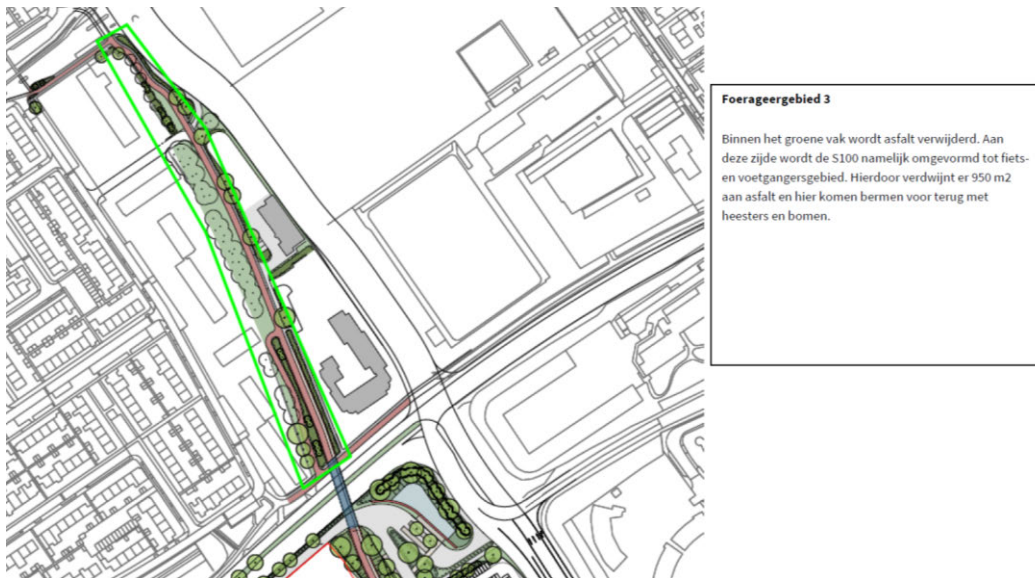 Foerageergebied 3
Binnen het groene vak wordt asfalt verwijderd. Aan
deze zijde wordt de S100 namelijk omgevormd tot fiets-
en voetgangersgebied. Hierdoor verdwijnt er 950 m2
aan asfalt en hier komen bermen voor terug met
heesters en bomen.